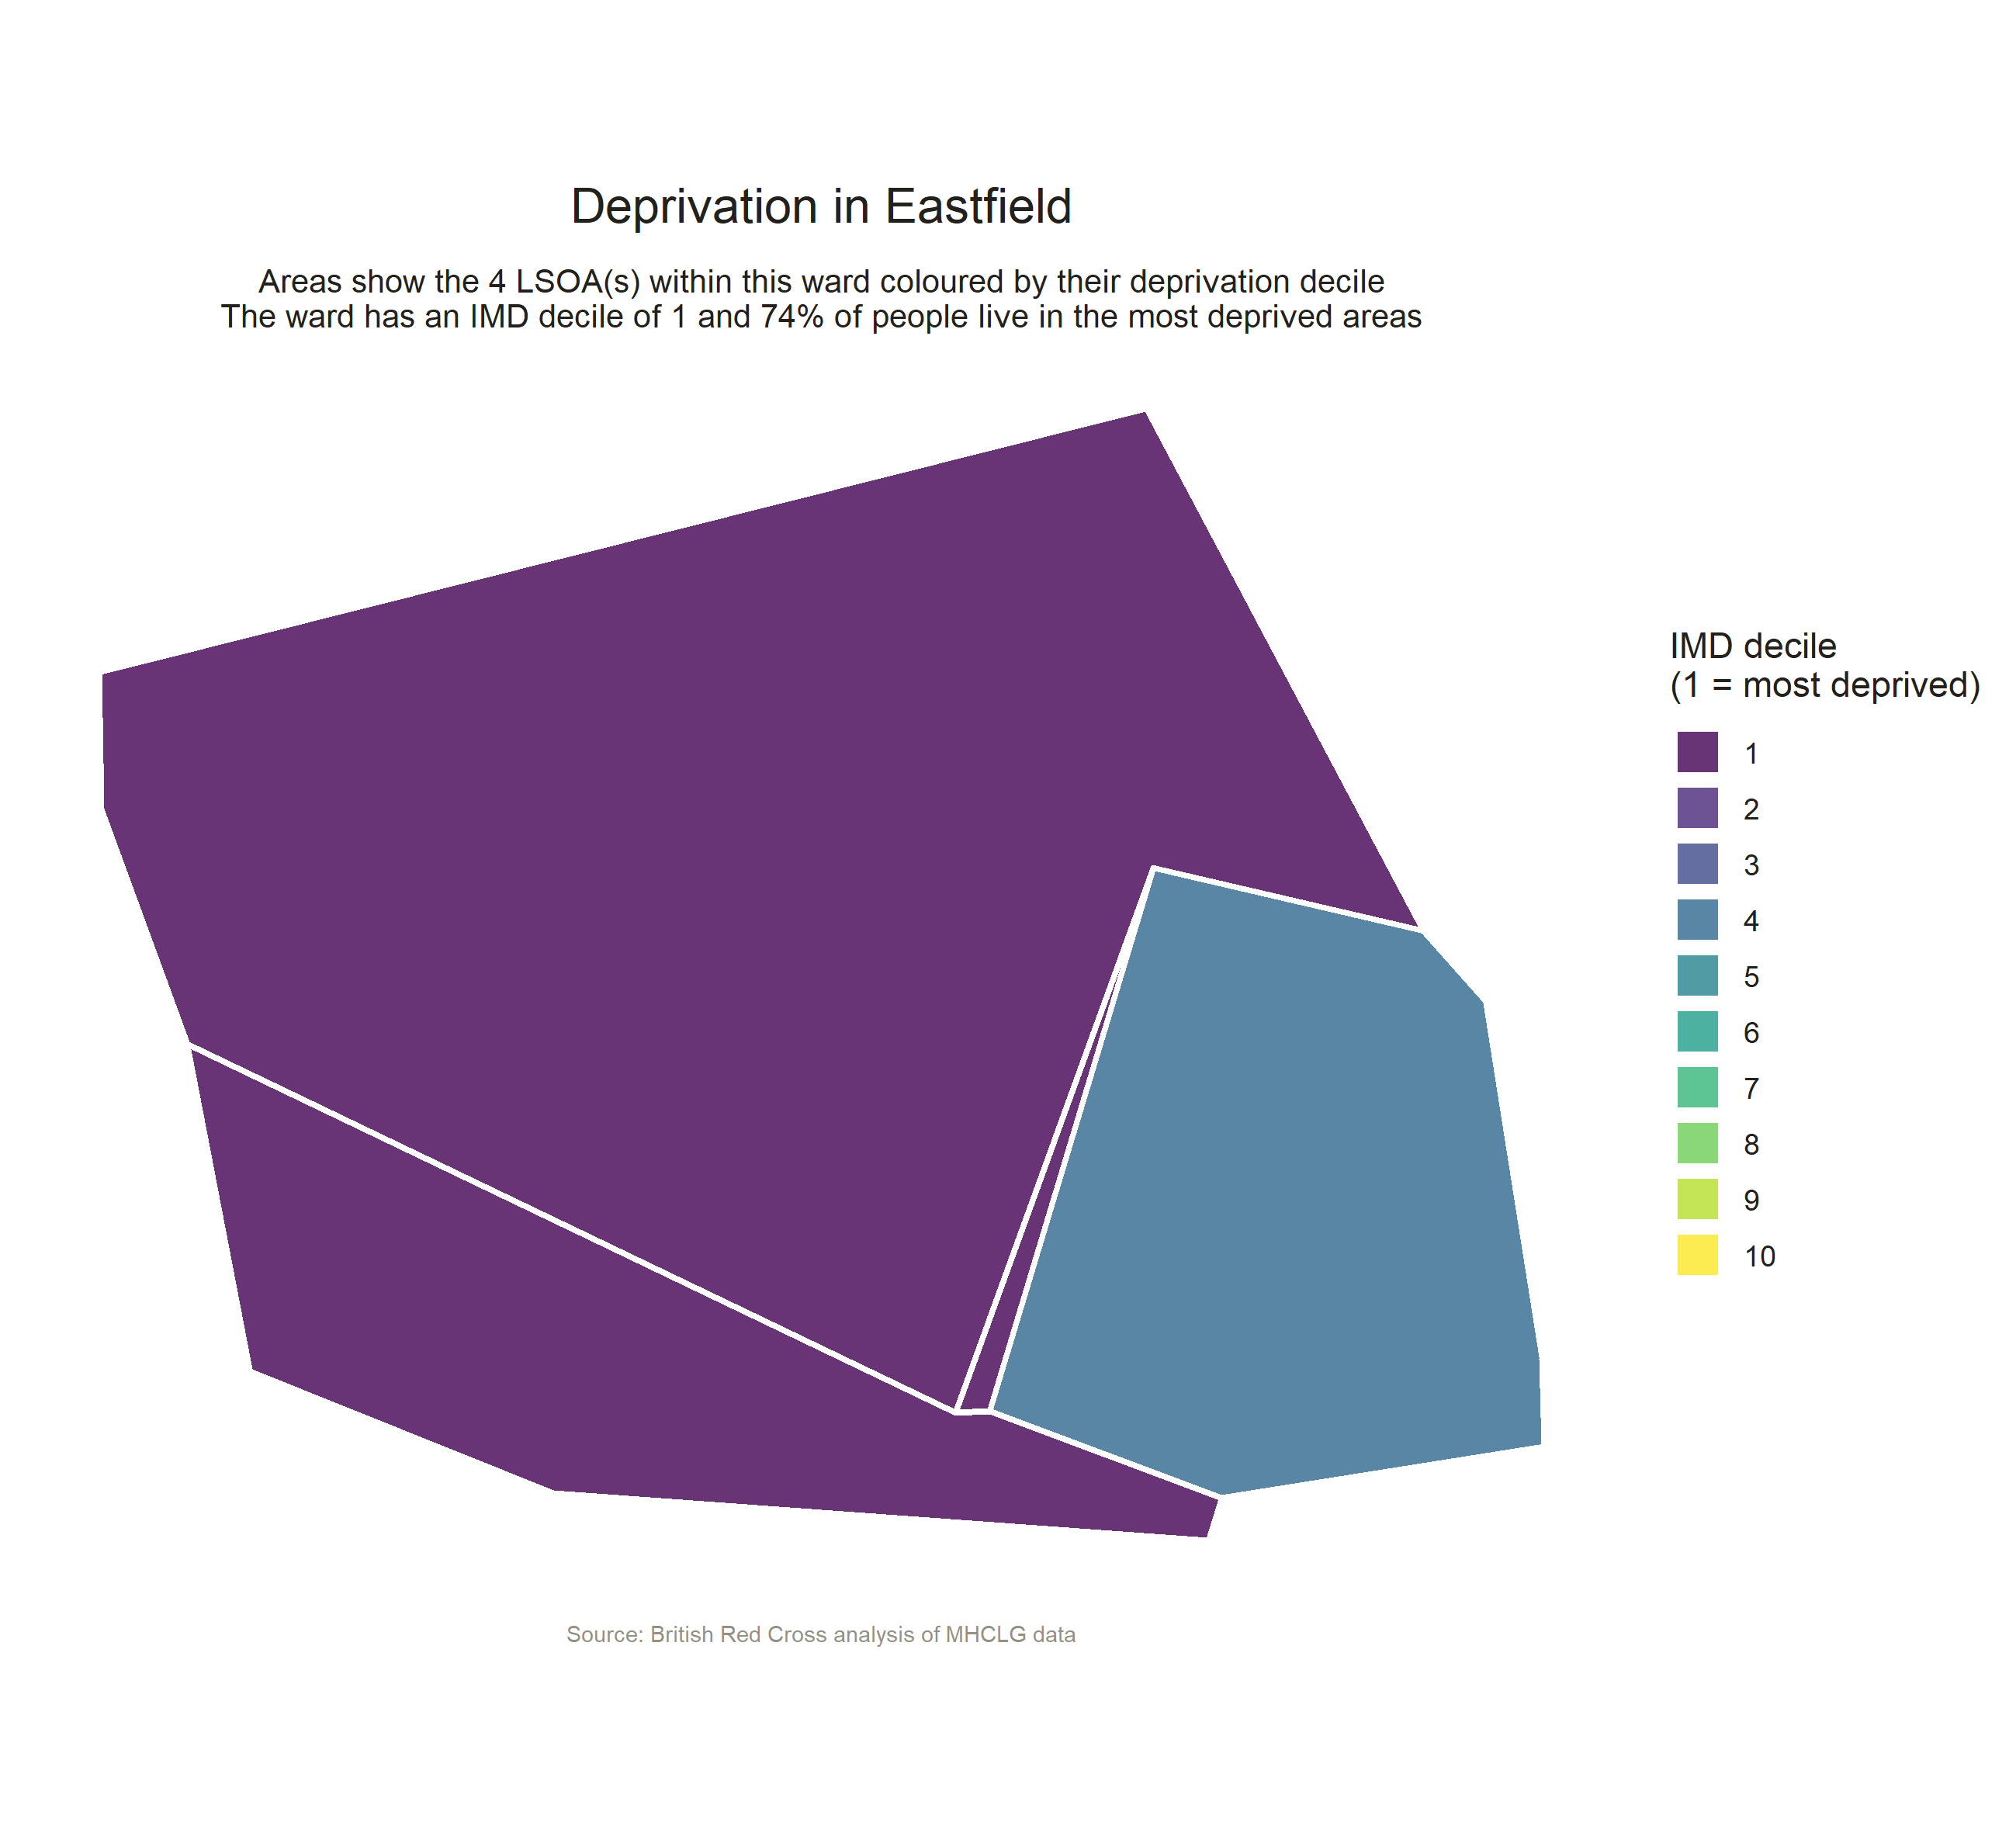 Deprivation in Eastfield
Areas show the 4 LSOA(s) within this ward coloured by their deprivation decile
The ward has an IMD decile of 1 and 74% of people live in the most deprived areas
IMD decile
(1 = most deprived)
1
2
3
4
5
6
7
8
9
10
Source: British Red Cross analysis of MHCLG data